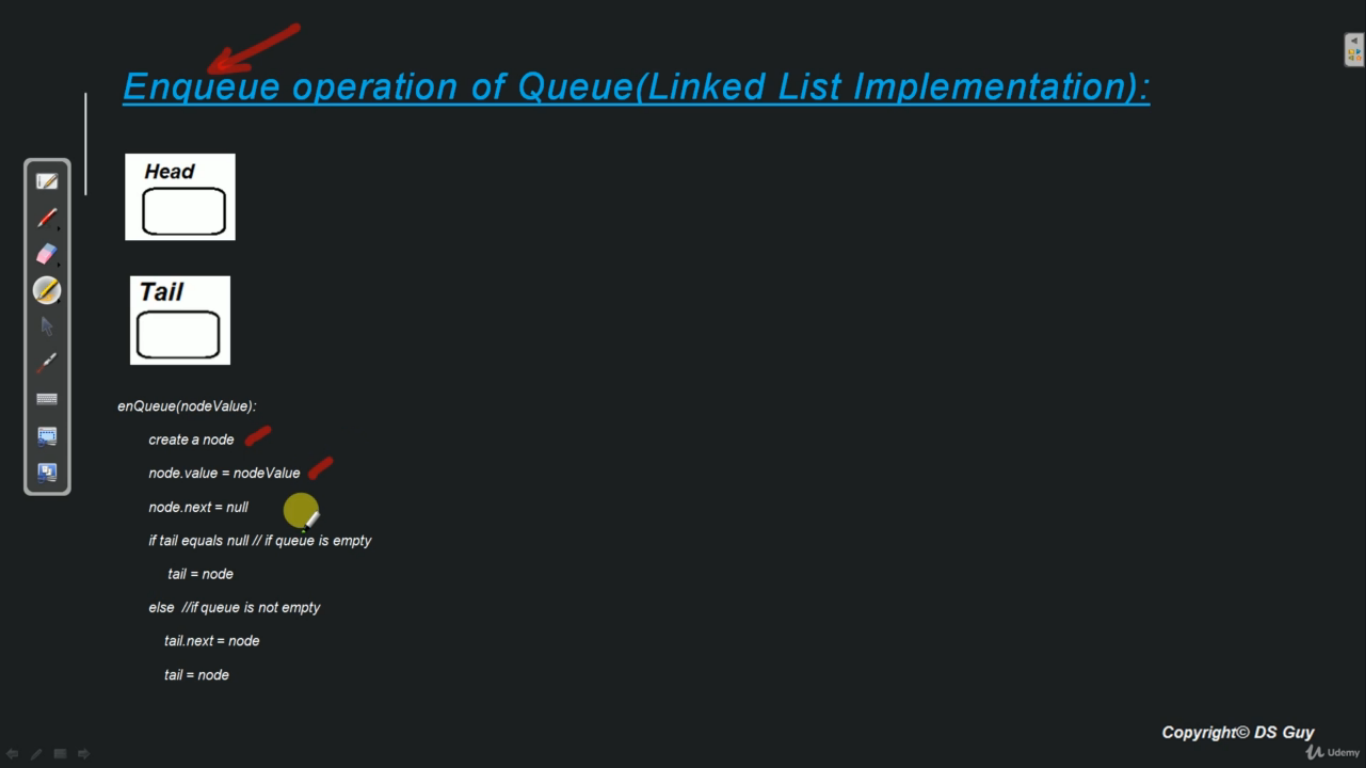 Enqueue operation of Queue(Linked List Implementation):
Head
Tail
enQueue(nodeValue):
create a node
node.value = nodeValue
node.next = null
if tail equals null // if queue is empty
tail = node
else //if queue is not empty
tail.next = node
tail = node
Copyright© DS Guy
Udemy